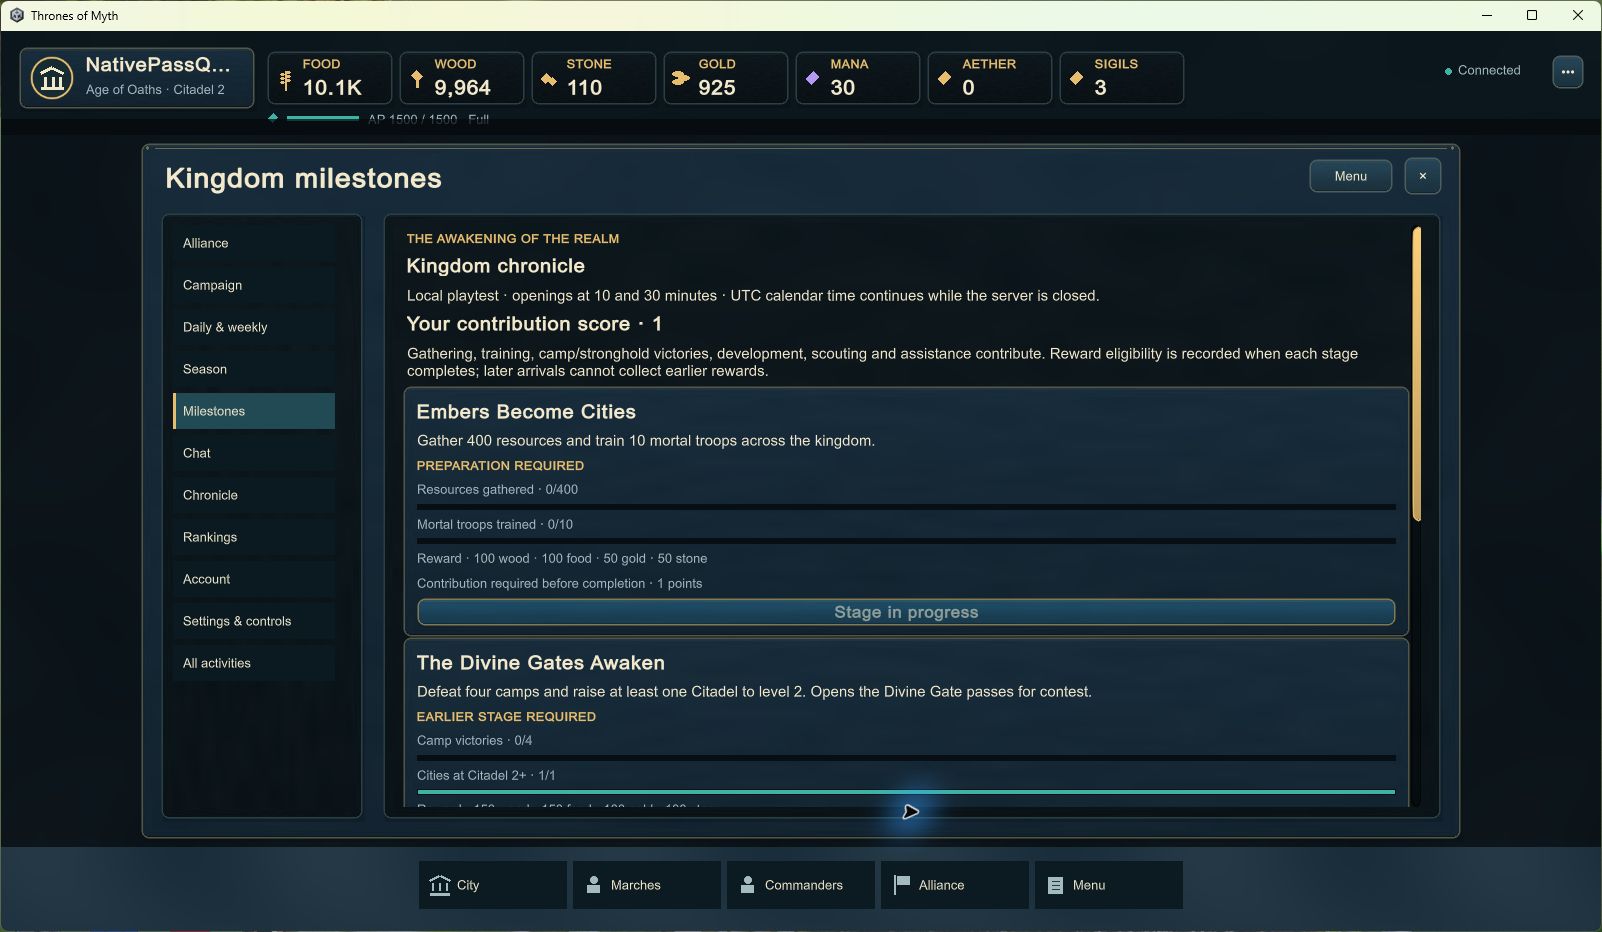 Thrones of Myth
NativePassQ...
Age of Oaths · Citadel 2
FOOD
10.1K
WOOD
9,964
STONE
110
GOLD
925
MANA
30
AETHER
0
SIGILS
3
Connected
AP 1500 / 1500 Full
Kingdom milestones
Menu
Alliance
Campaign
Daily & weekly
Season
Milestones
Chat
Chronicle
Rankings
Account
Settings & controls
All activities
THE AWAKENING OF THE REALM
Kingdom chronicle
Local playtest · openings at 10 and 30 minutes · UTC calendar time continues while the server is closed.
Your contribution score · 1
Gathering, training, camp/stronghold victories, development, scouting and assistance contribute. Reward eligibility is recorded when each stage
completes; later arrivals cannot collect earlier rewards.
Embers Become Cities
Gather 400 resources and train 10 mortal troops across the kingdom.
PREPARATION REQUIRED
Resources gathered · 0/400
Mortal troops trained · 0/10
Reward · 100 wood · 100 food · 50 gold · 50 stone
Contribution required before completion · 1 points
Stage in progress
The Divine Gates Awaken
Defeat four camps and raise at least one Citadel to level 2. Opens the Divine Gate passes for contest.
EARLIER STAGE REQUIRED
Camp victories · 0/4
Cities at Citadel 2+ · 1/1
City
Marches
Commanders
Alliance
Menu